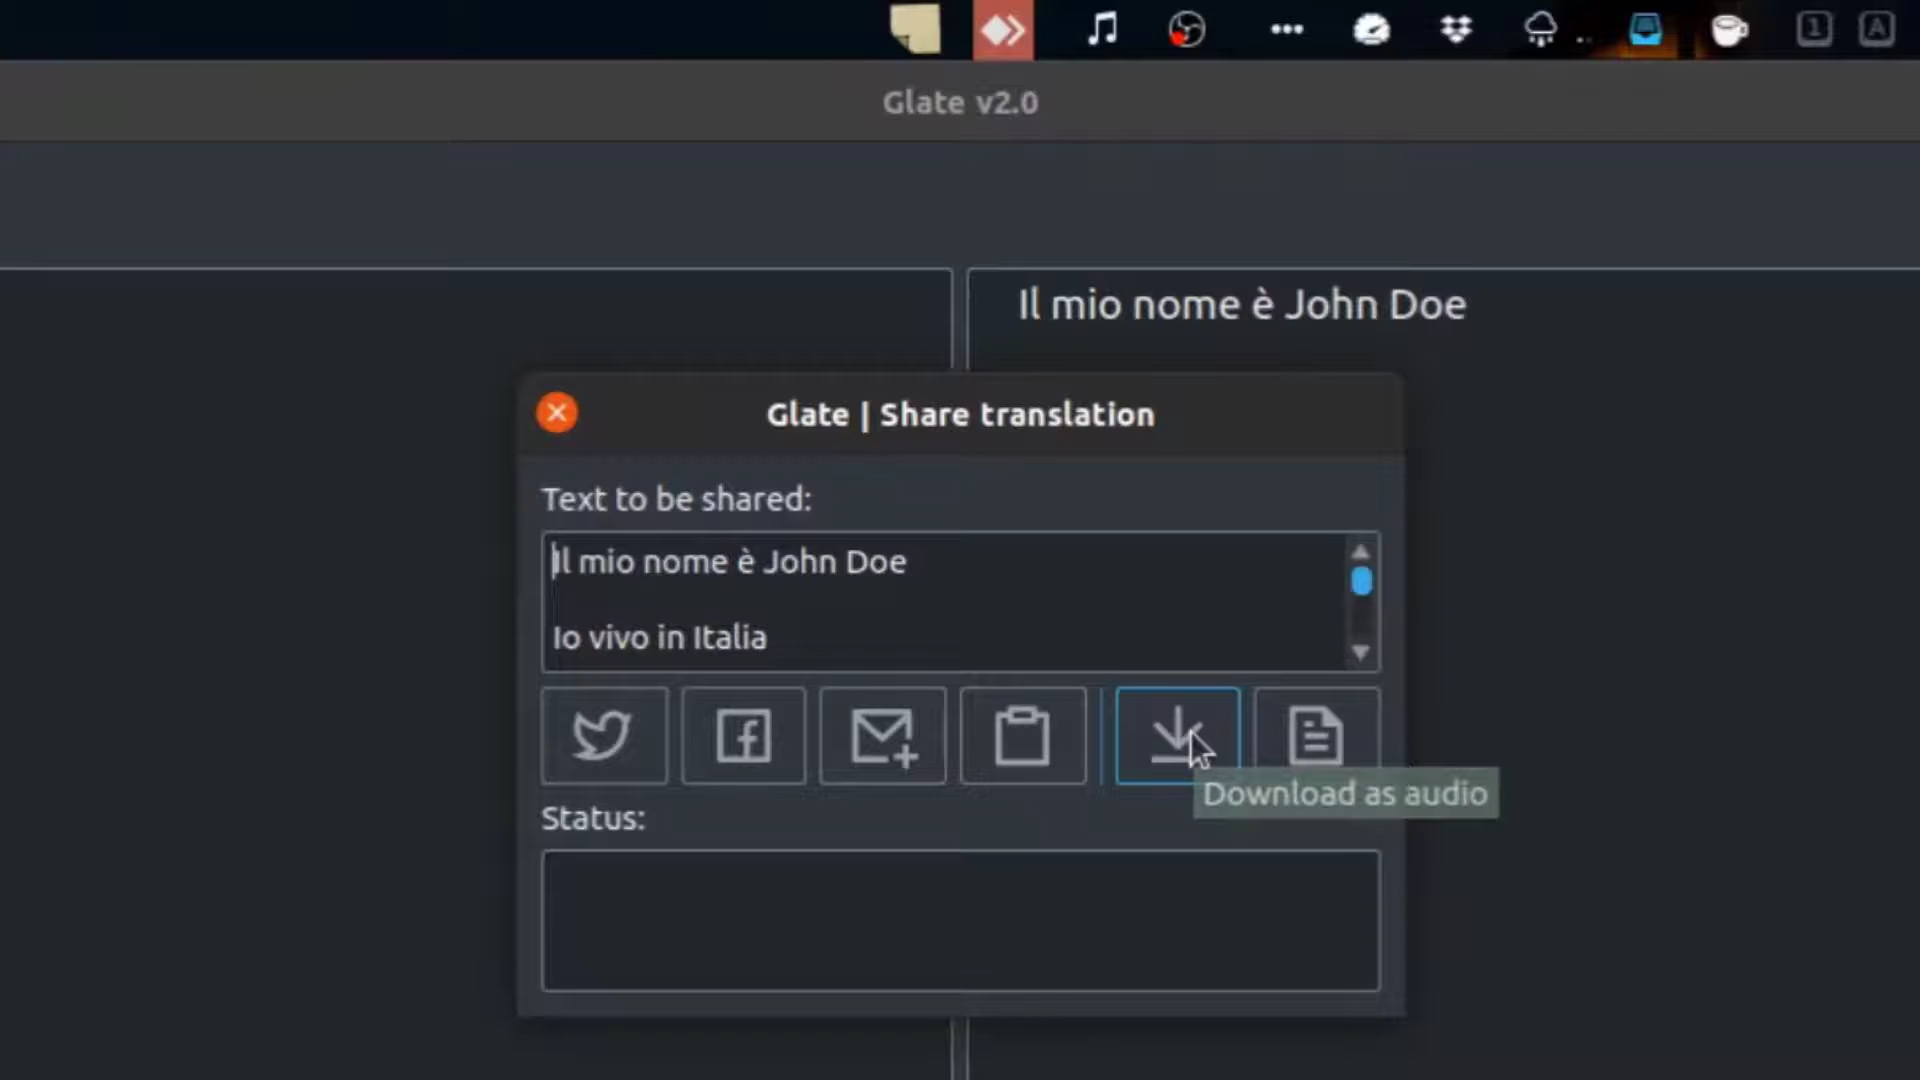 1
A
Glate v2.0
Il mio nome è John Doe
Glate | Share translation
Text to be shared:
Il mio nome è John Doe
Io vivo in Italia
Download as audio
Status: